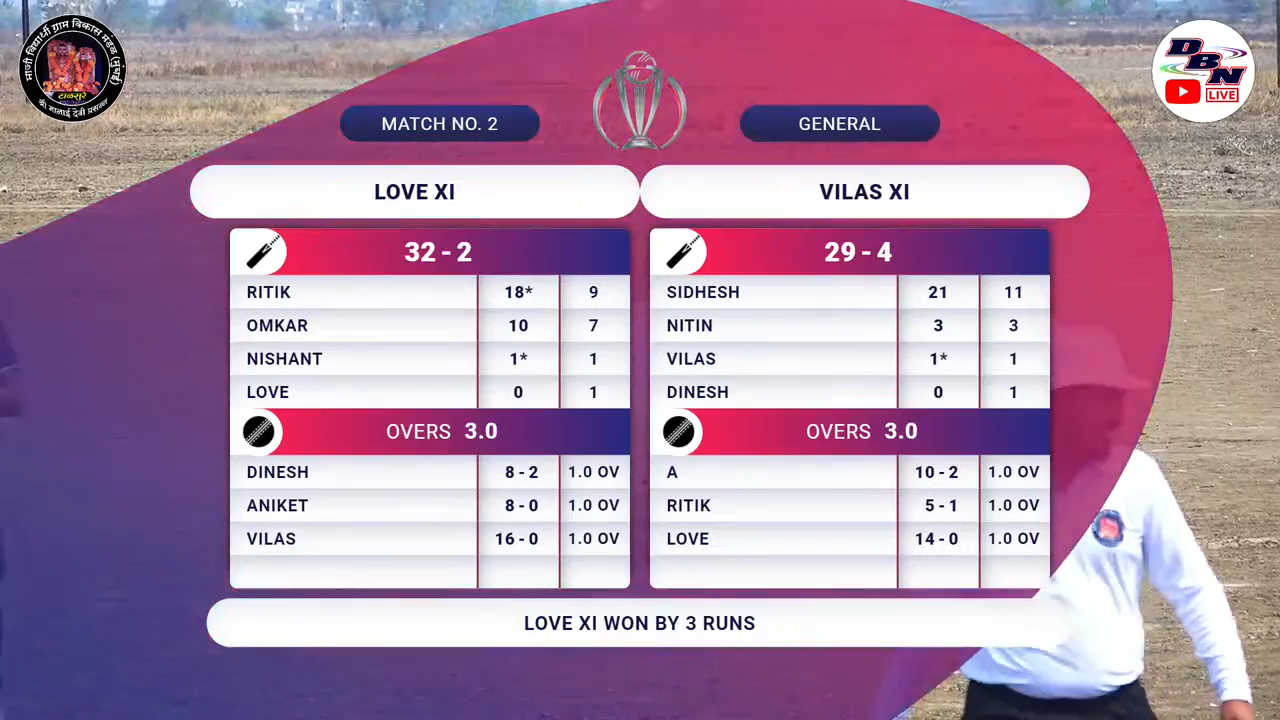 माजी विद्यार्थी ग्राम विकास मंडळ (मुंबई)
टाळसुरे
DBN
LIVE
MATCH NO. 2
GENERAL
LOVE XI
VILAS XI
32 - 2
RITIK 18* 9
OMKAR 10 7
NISHANT 1* 1
LOVE 0 1
OVERS 3.0
DINESH 8 - 2 1.0 OV
ANIKET 8 - 0 1.0 OV
VILAS 16 - 0 1.0 OV
29 - 4
SIDHESH 21 11
NITIN 3 3
VILAS 1* 1
DINESH 0 1
OVERS 3.0
A 10 - 2 1.0 OV
RITIK 5 - 1 1.0 OV
LOVE 14 - 0 1.0 OV
LOVE XI WON BY 3 RUNS